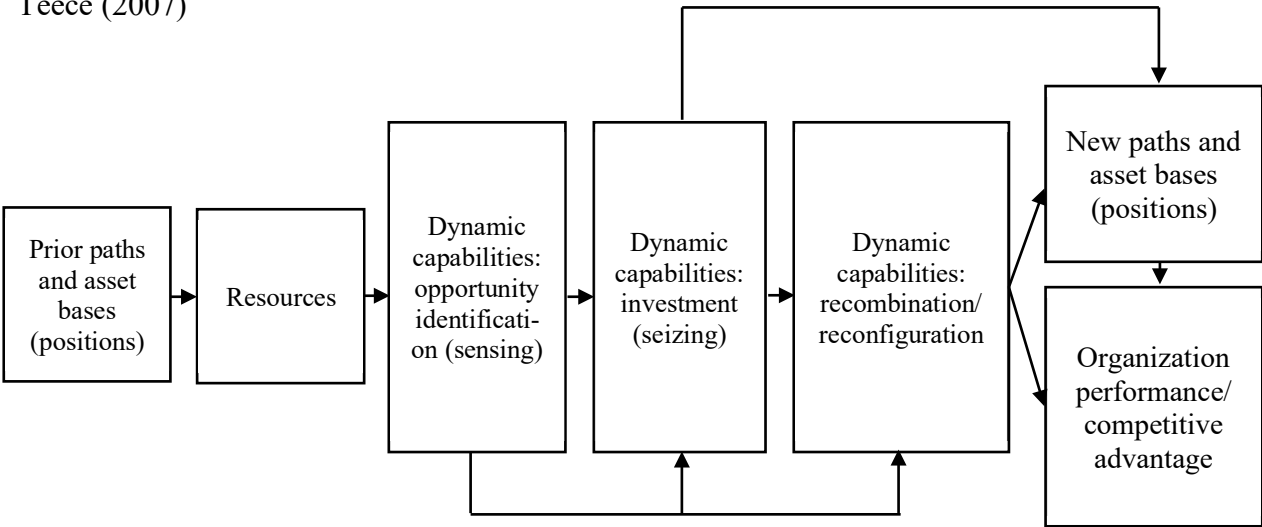 Teece (2007)
Prior paths
and asset
bases
(positions)
Resources
Dynamic
capabilities:
opportunity
identificati-
on (sensing)
Dynamic
capabilities:
investment
(seizing)
Dynamic
capabilities:
recombination/
reconfiguration
New paths and
asset bases
(positions)
Organization
performance/
competitive
advantage